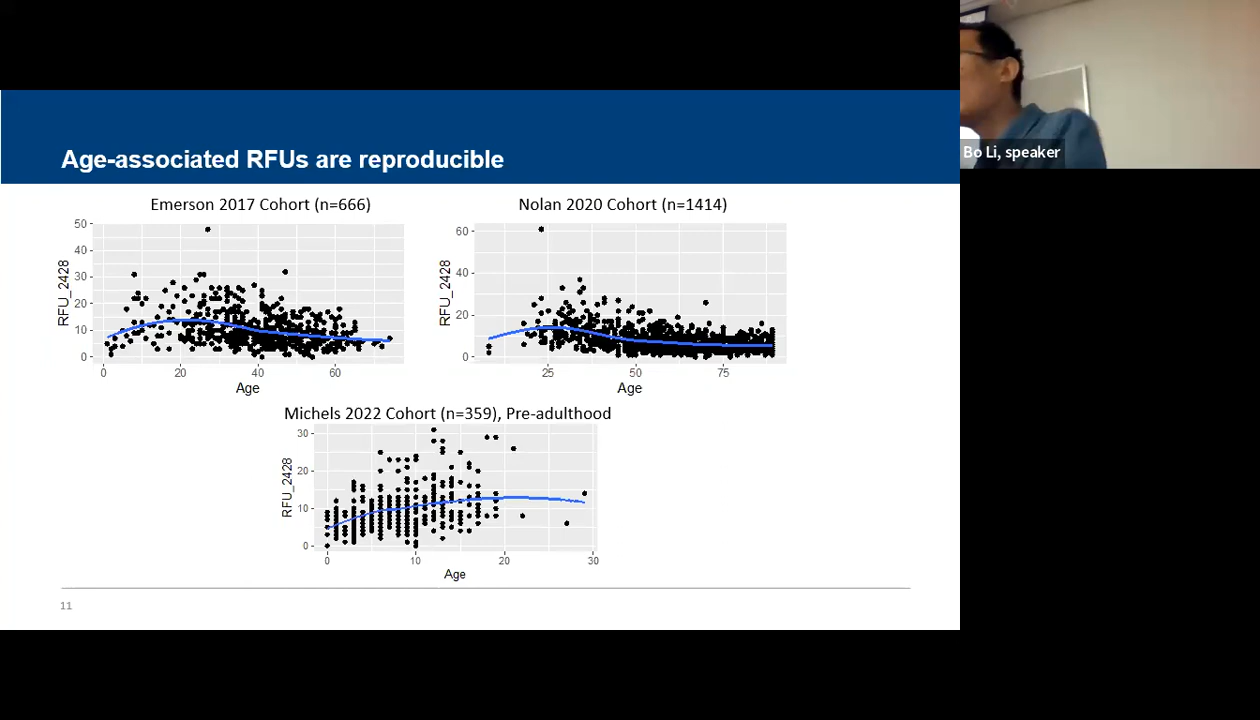 Age-associated RFUs are reproducible
Emerson 2017 Cohort (n=666)
50
40
30
20
10
0
RFU_2428
0 20 40 60
Age
Nolan 2020 Cohort (n=1414)
60
40
20
0
RFU_2428
25 50 75
Age
Michels 2022 Cohort (n=359), Pre-adulthood
30
20
10
0
RFU_2428
0 10 20 30
Age
11
Bo Li, speaker